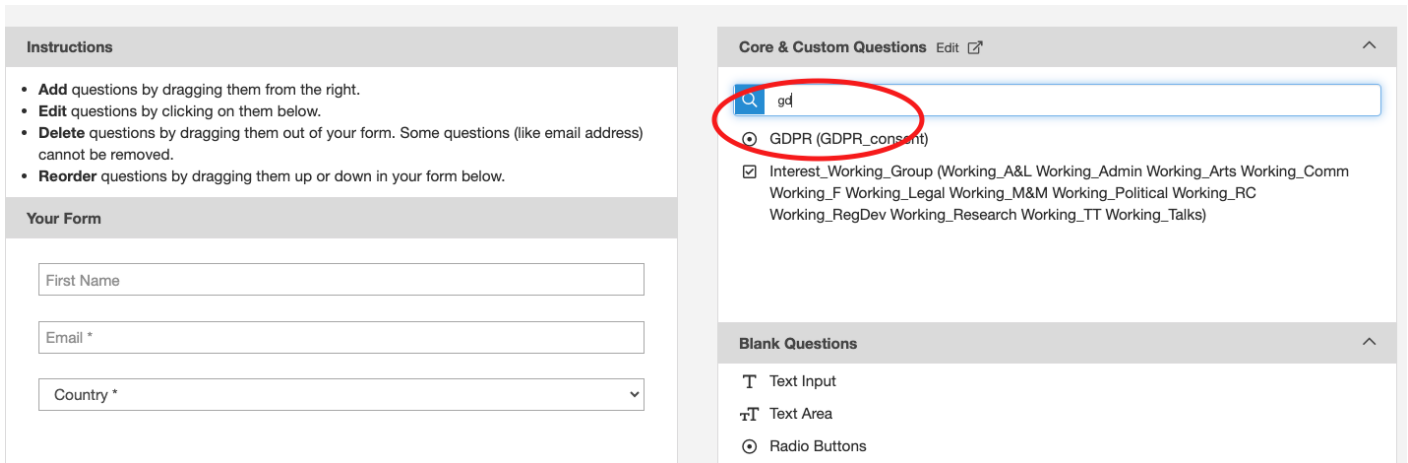 Instructions
• Add questions by dragging them from the right.
• Edit questions by clicking on them below.
• Delete questions by dragging them out of your form. Some questions (like email address)
cannot be removed.
• Reorder questions by dragging them up or down in your form below.
Your Form
First Name
Email *
Country *
Core & Custom Questions Edit
gd
GDPR (GDPR_consent)
Interest_Working_Group (Working_A&L Working_Admin Working_Arts Working_Comm
Working_F Working_Legal Working_M&M Working_Political Working_RC
Working_RegDev Working_Research Working_TT Working_Talks)
Blank Questions
Text Input
Text Area
Radio Buttons